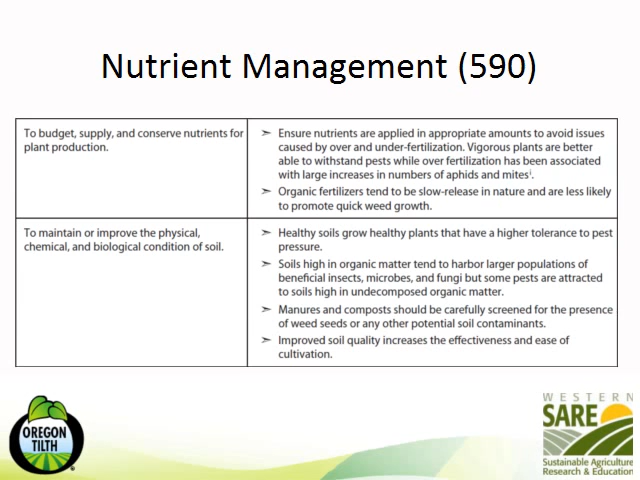 Nutrient Management (590)
To budget, supply, and conserve nutrients for
plant production.
➣ Ensure nutrients are applied in appropriate amounts to avoid issues
caused by over and under-fertilization. Vigorous plants are better
able to withstand pests while over fertilization has been associated
with large increases in numbers of aphids and mitesⁱ.
➣ Organic fertilizers tend to be slow-release in nature and are less likely
to promote quick weed growth.
To maintain or improve the physical,
chemical, and biological condition of soil.
➣ Healthy soils grow healthy plants that have a higher tolerance to pest
pressure.
➣ Soils high in organic matter tend to harbor larger populations of
beneficial insects, microbes, and fungi but some pests are attracted
to soils high in undecomposed organic matter.
➣ Manures and composts should be carefully screened for the presence
of weed seeds or any other potential soil contaminants.
➣ Improved soil quality increases the effectiveness and ease of
cultivation.
OREGON
TILTH
WESTERN
SARE
Sustainable Agriculture
Research & Education